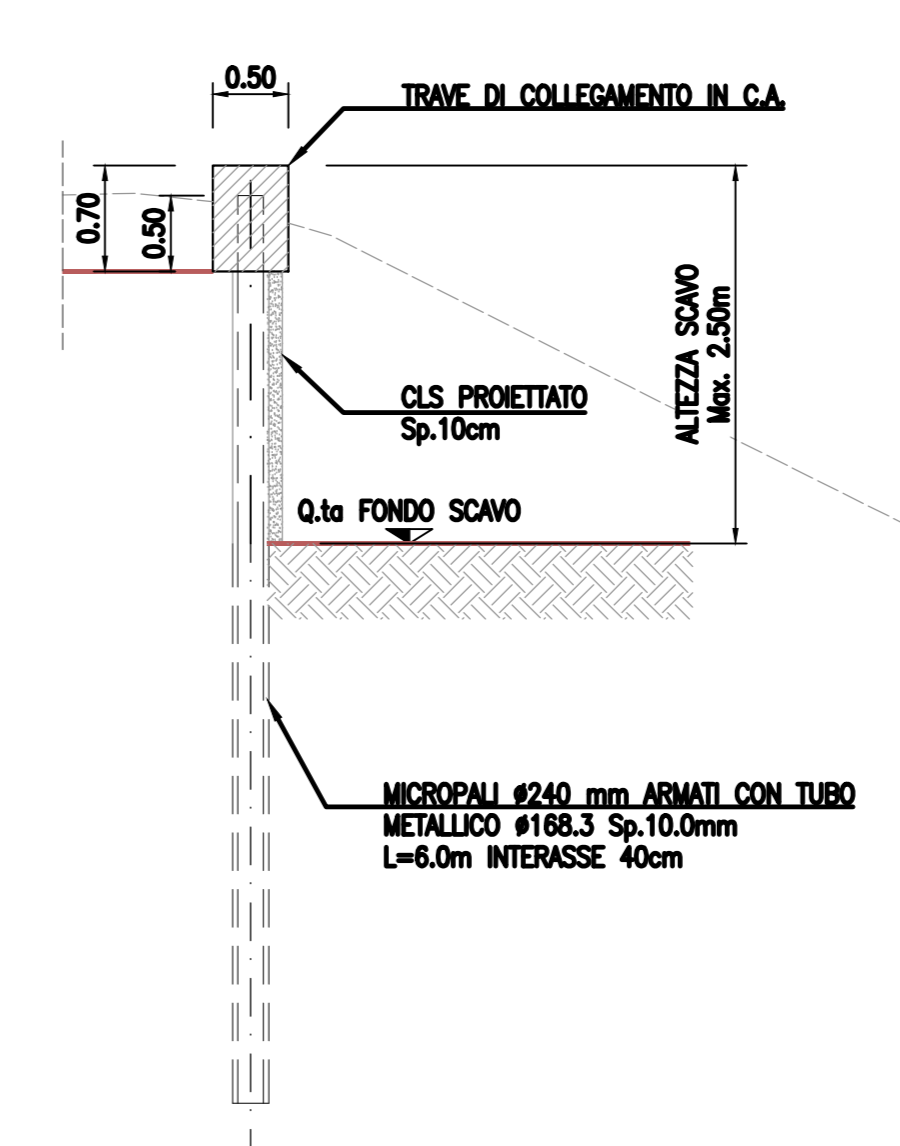 0.50
TRAVE DI COLLEGAMENTO IN C.A.
0.70
0.50
ALTEZZA SCAVO
Max. 2.50m
CLS PROIETTATO
Sp.10cm
Q.ta FONDO SCAVO
MICROPALI ø240 mm ARMATI CON TUBO
METALLICO ø168.3 Sp.10.0mm
L=6.0m INTERASSE 40cm